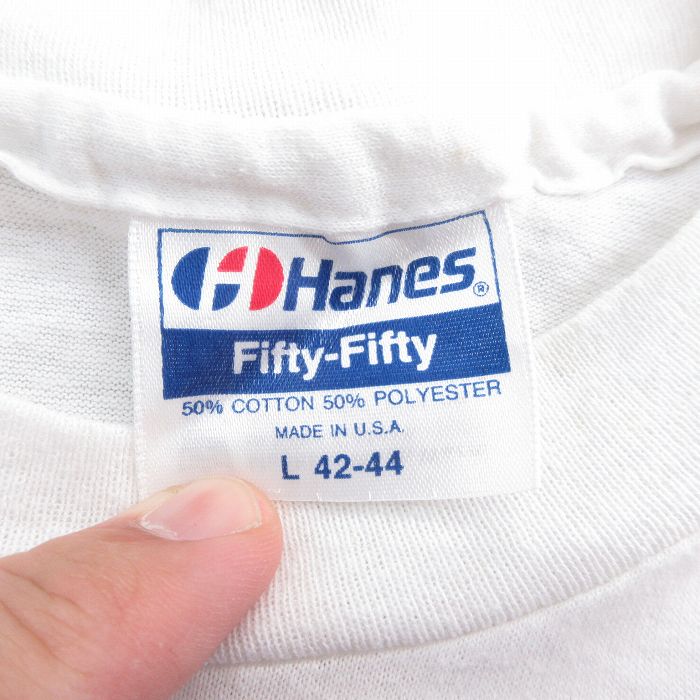 Hanes®
Fifty-Fifty
50% COTTON 50% POLYESTER
MADE IN U.S.A.
L 42-44